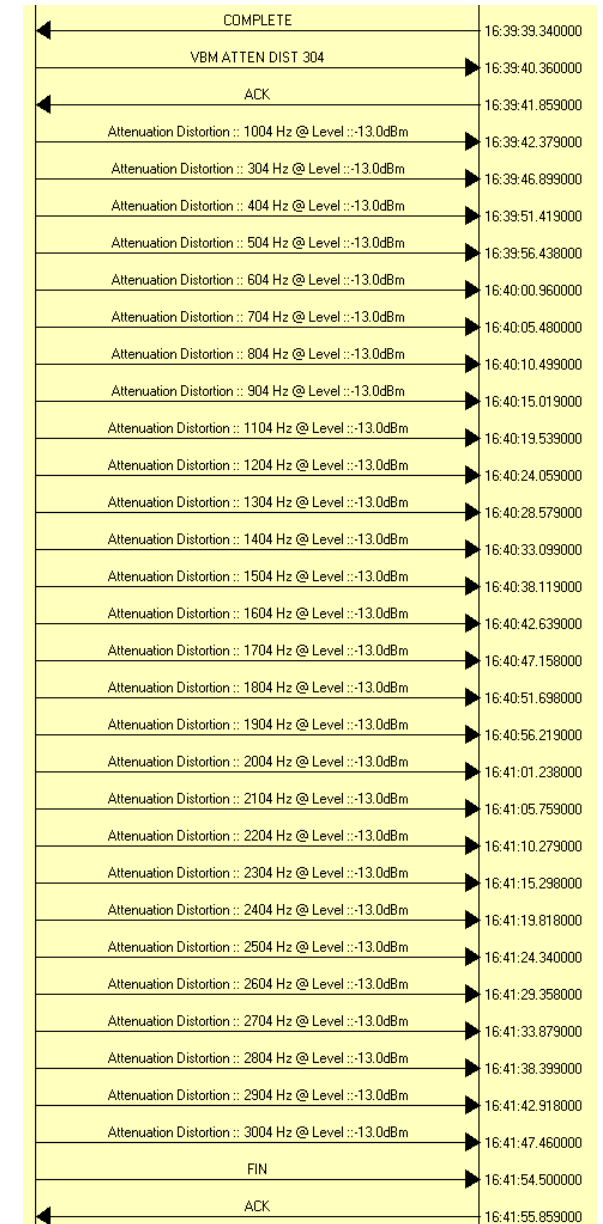 COMPLETE
16:39:39.340000
VBM ATTEN DIST 304
16:39:40.360000
ACK
16:39:41.859000
Attenuation Distortion :: 1004 Hz @ Level ::-13.0dBm
16:39:42.379000
Attenuation Distortion :: 304 Hz @ Level ::-13.0dBm
16:39:46.899000
Attenuation Distortion :: 404 Hz @ Level ::-13.0dBm
16:39:51.419000
Attenuation Distortion :: 504 Hz @ Level ::-13.0dBm
16:39:56.438000
Attenuation Distortion :: 604 Hz @ Level ::-13.0dBm
16:40:00.960000
Attenuation Distortion :: 704 Hz @ Level ::-13.0dBm
16:40:05.480000
Attenuation Distortion :: 804 Hz @ Level ::-13.0dBm
16:40:10.499000
Attenuation Distortion :: 904 Hz @ Level ::-13.0dBm
16:40:15.019000
Attenuation Distortion :: 1104 Hz @ Level ::-13.0dBm
16:40:19.539000
Attenuation Distortion :: 1204 Hz @ Level ::-13.0dBm
16:40:24.059000
Attenuation Distortion :: 1304 Hz @ Level ::-13.0dBm
16:40:28.579000
Attenuation Distortion :: 1404 Hz @ Level ::-13.0dBm
16:40:33.099000
Attenuation Distortion :: 1504 Hz @ Level ::-13.0dBm
16:40:38.119000
Attenuation Distortion :: 1604 Hz @ Level ::-13.0dBm
16:40:42.639000
Attenuation Distortion :: 1704 Hz @ Level ::-13.0dBm
16:40:47.158000
Attenuation Distortion :: 1804 Hz @ Level ::-13.0dBm
16:40:51.698000
Attenuation Distortion :: 1904 Hz @ Level ::-13.0dBm
16:40:56.219000
Attenuation Distortion :: 2004 Hz @ Level ::-13.0dBm
16:41:01.238000
Attenuation Distortion :: 2104 Hz @ Level ::-13.0dBm
16:41:05.759000
Attenuation Distortion :: 2204 Hz @ Level ::-13.0dBm
16:41:10.279000
Attenuation Distortion :: 2304 Hz @ Level ::-13.0dBm
16:41:15.298000
Attenuation Distortion :: 2404 Hz @ Level ::-13.0dBm
16:41:19.818000
Attenuation Distortion :: 2504 Hz @ Level ::-13.0dBm
16:41:24.340000
Attenuation Distortion :: 2604 Hz @ Level ::-13.0dBm
16:41:29.358000
Attenuation Distortion :: 2704 Hz @ Level ::-13.0dBm
16:41:33.879000
Attenuation Distortion :: 2804 Hz @ Level ::-13.0dBm
16:41:38.399000
Attenuation Distortion :: 2904 Hz @ Level ::-13.0dBm
16:41:42.918000
Attenuation Distortion :: 3004 Hz @ Level ::-13.0dBm
16:41:47.460000
FIN
16:41:54.500000
ACK
16:41:55.859000